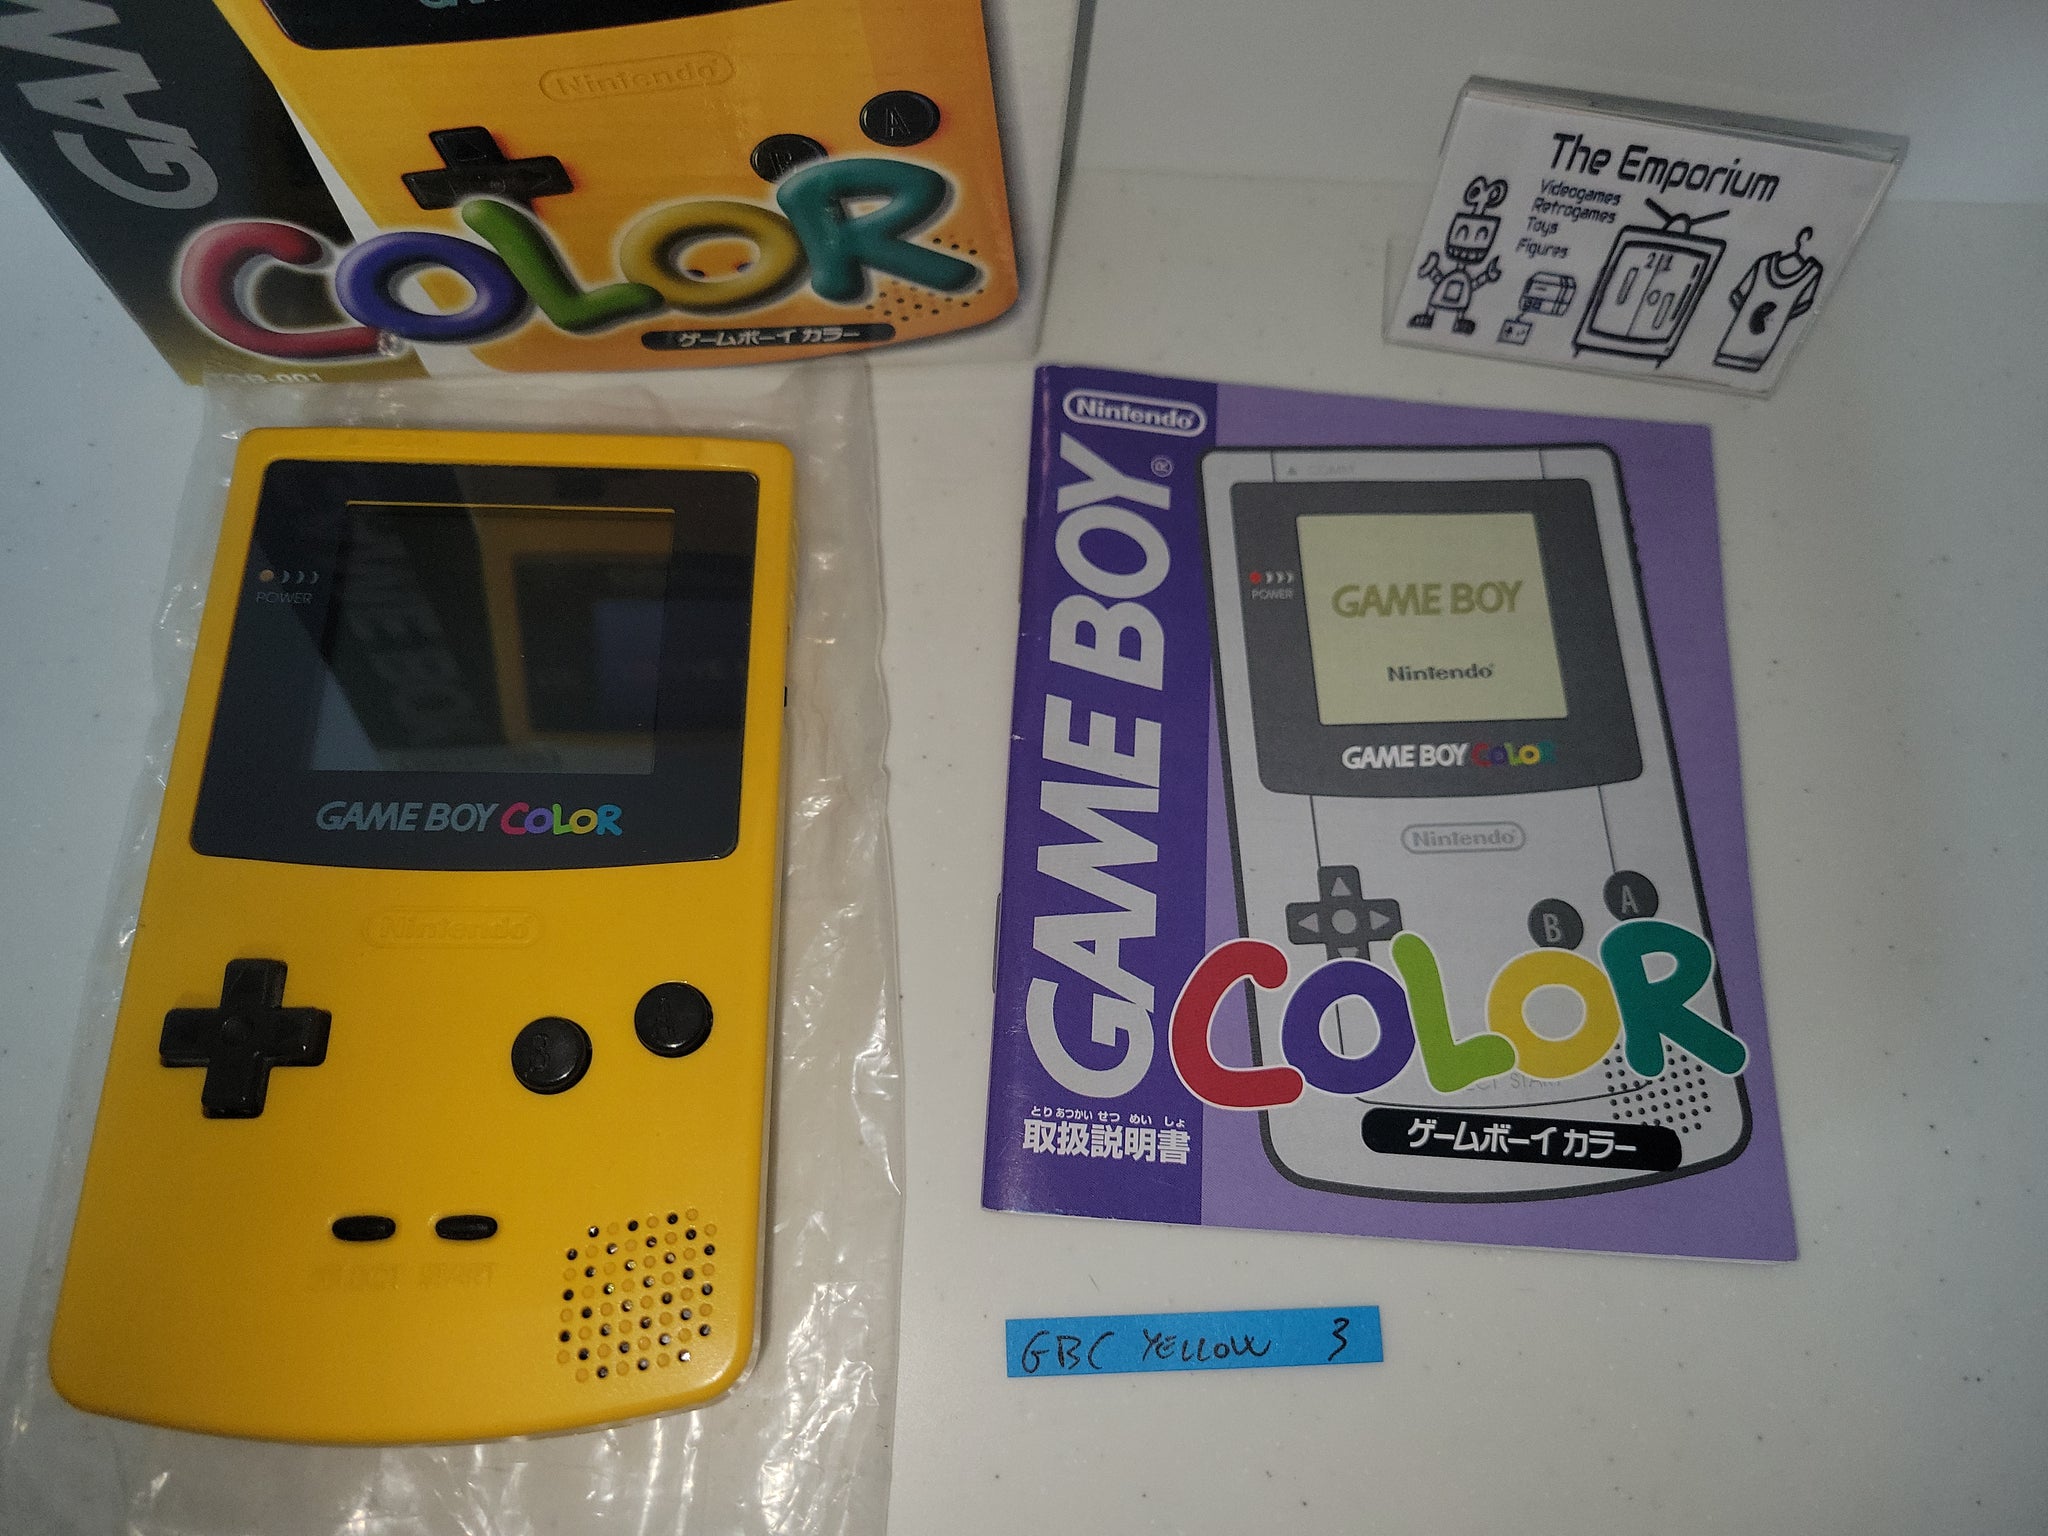 GAM
Nintendo
A
B
COLOR
ゲームボーイ カラー
The Emporium
Videogames
Retrogames
Toys
Figures
POWER
GAME BOY COLOR
Nintendo
B
A
Nintendo
GAME BOY
POWER
GAME BOY
Nintendo
GAME BOY COLOR
Nintendo
B
A
COLOR
ゲームボーイ カラー
とりあつかい せつ めい しょ
取扱説明書
GBC YELLOW 3